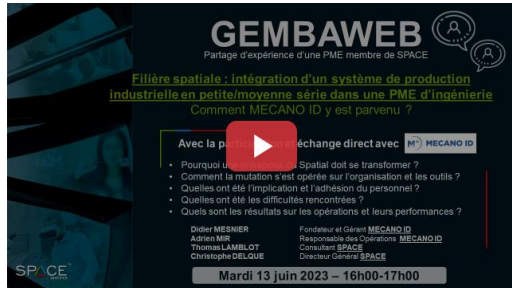 GEMBAWEB
Partage d'expérience d'une PME membre de SPACE
Filière spatiale : intégration d'un système de production
industrielle en petite/moyenne série dans une PME d'ingénierie
Comment MECANO ID y est parvenu ?
Avec la et échange direct avec MECANO ID
• Pourquoi Spatial doit se transformer ?
• Comment la mutation s'est opérée sur l'organisation et les outils ?
• Quelles ont été l'implication et l'adhésion du personnel ?
• Quelles ont été les difficultés rencontrées ?
• Quels sont les résultats sur les opérations et leurs performances ?
Didier MESNIER Fondateur et Gérant MECANO ID
Adrien MIR Responsable des Opérations MECANO ID
Thomas LAMBLOT Consultant SPACE
Christophe DELQUE Directeur Général SPACE
SPACE
Mardi 13 juin 2023 – 16h00-17h00